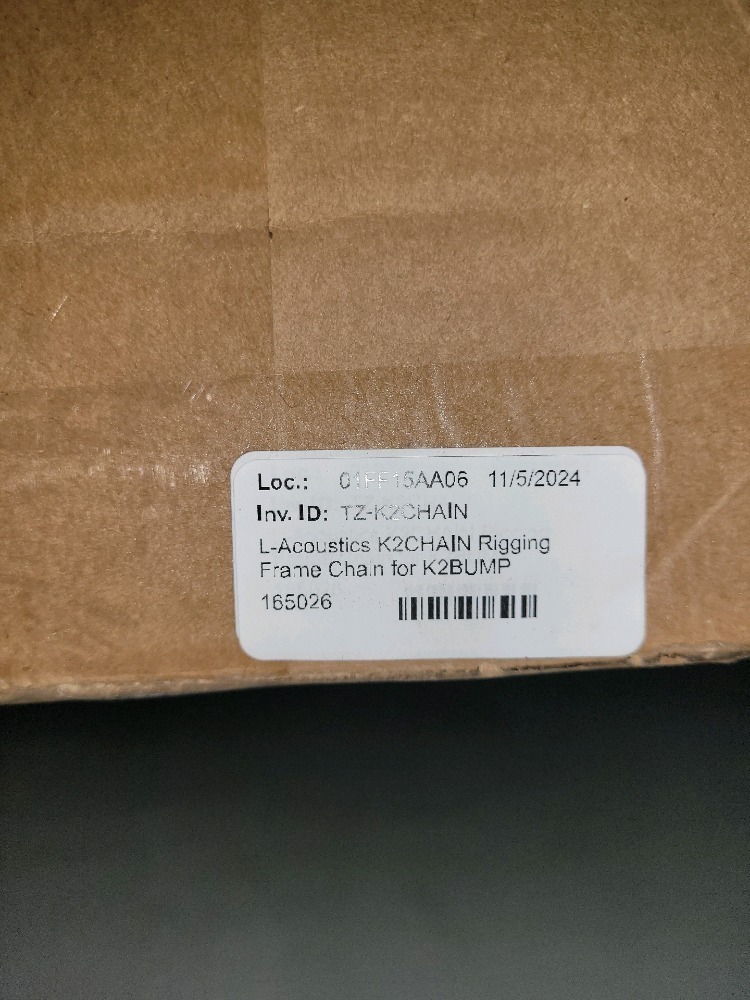 Loc.: 01FF15AA06 11/5/2024
Inv. ID: TZ-K2CHAIN
L-Acoustics K2CHAIN Rigging
Frame Chain for K2BUMP
165026